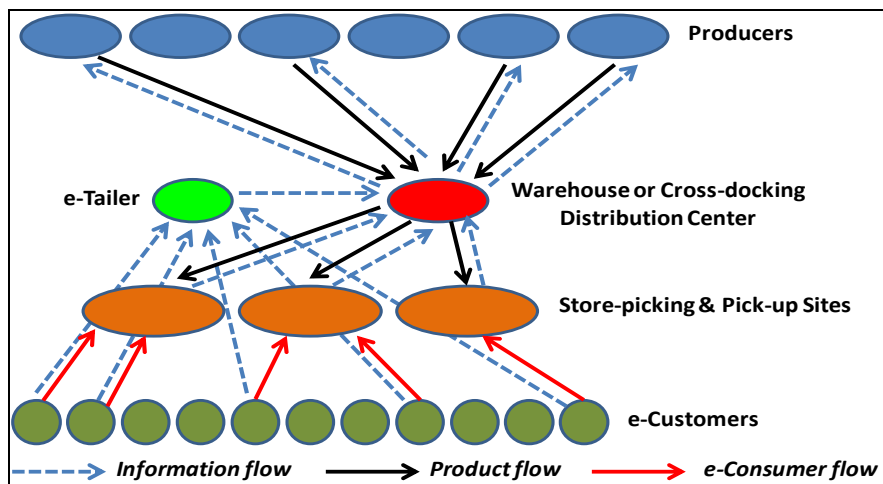 Producers
e-Tailer
Warehouse or Cross-docking
Distribution Center
Store-picking & Pick-up Sites
e-Customers
Information flow
Product flow
e-Consumer flow